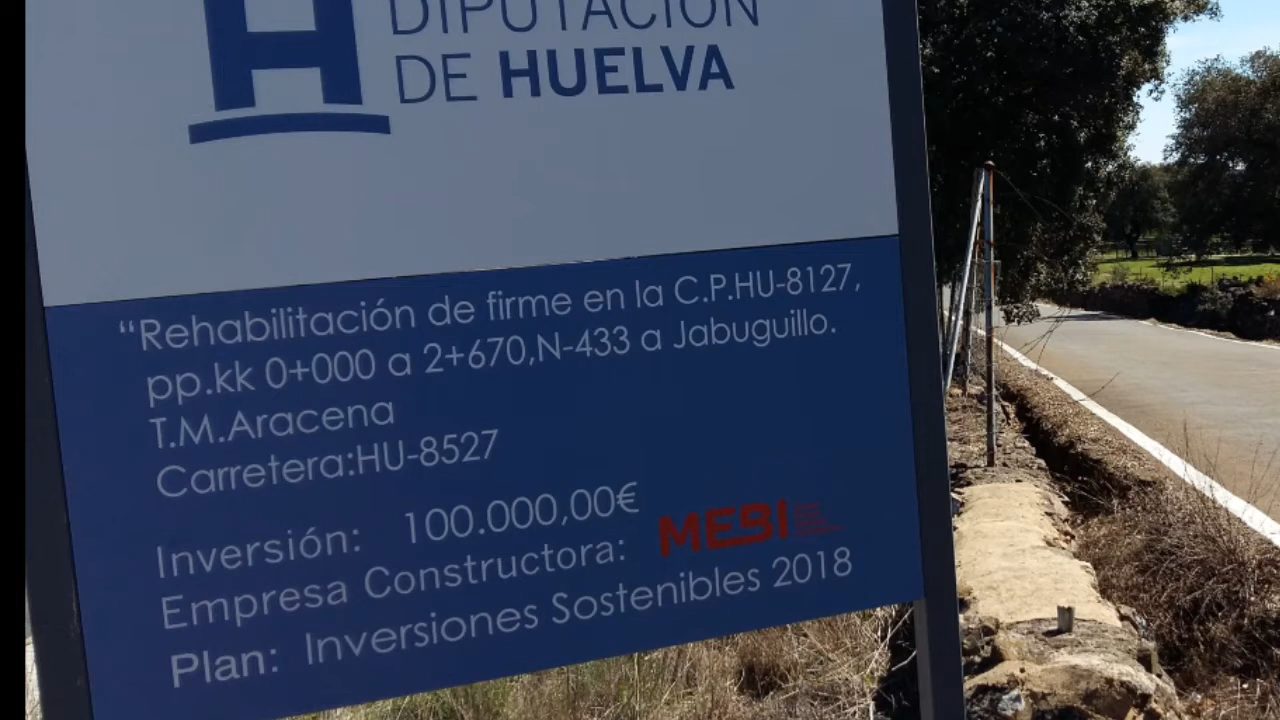 DIPUTACIÓN
DE HUELVA
“Rehabilitación de firme en la C.P.HU-8127,
pp.kk 0+000 a 2+670,N-433 a Jabuguillo.
T.M.Aracena
Carretera:HU-8527
Inversión: 100.000,00€
Empresa Constructora: MEBI
Plan: Inversiones Sostenibles 2018